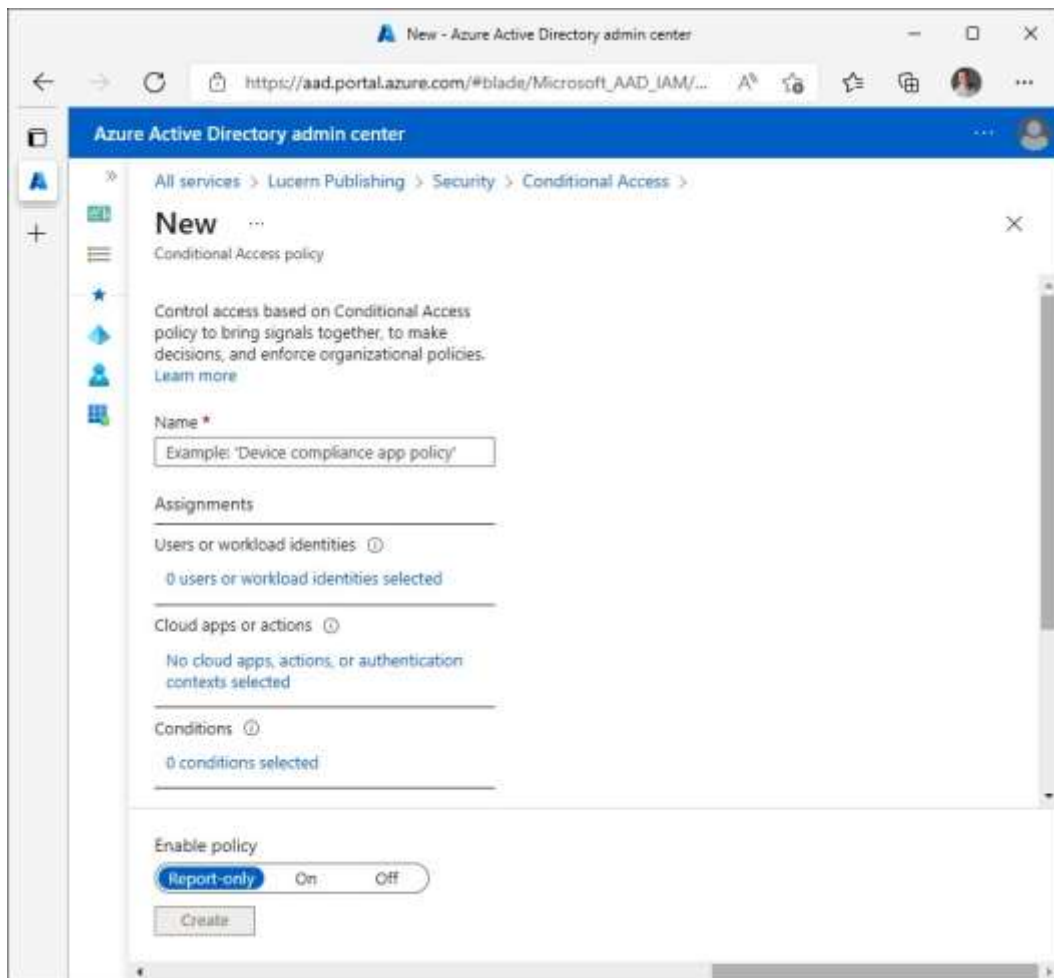 New - Azure Active Directory admin center
https://aad.portal.azure.com/#blade/Microsoft_AAD_IAM/...
Azure Active Directory admin center
All services > Lucern Publishing > Security > Conditional Access >
New ...
Conditional Access policy
Control access based on Conditional Access
policy to bring signals together, to make
decisions, and enforce organizational policies.
Learn more
Name *
Example: 'Device compliance app policy'
Assignments
Users or workload identities
0 users or workload identities selected
Cloud apps or actions
No cloud apps, actions, or authentication
contexts selected
Conditions
0 conditions selected
Enable policy
Report-only On Off
Create